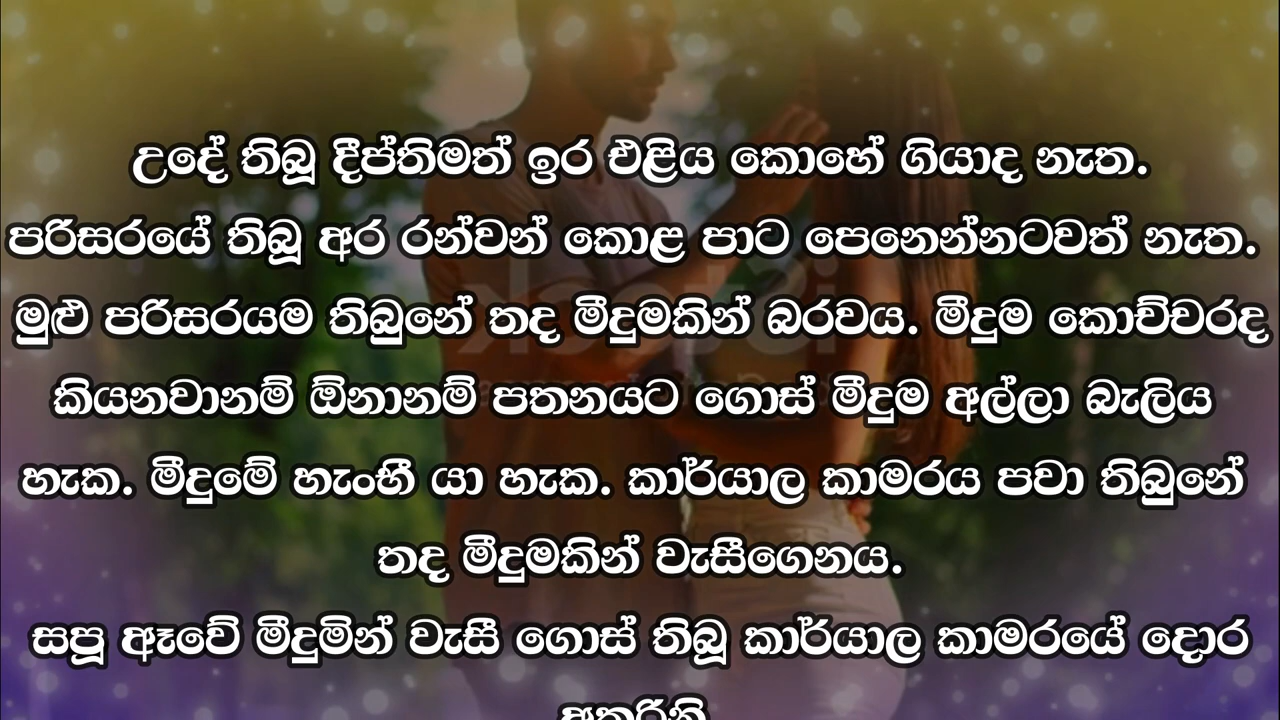 උදේ තිබූ දීප්තිමත් ඉර එළිය කොහේ ගියාද නැත.
පරිසරයේ තිබූ අර රන්වන් කොළ පාට පෙනෙන්නටවත් නැත.
මුළු පරිසරයම තිබුනේ තද මීදුමකින් බරවය. මීදුම කොච්චරද
කියනවානම් ඕනානම් පතනයට ගොස් මීදුම අල්ලා බැලිය
හැක. මීදුමේ හැංභී යා හැක. කාර්යාල කාමරය පවා තිබුනේ
තද මීදුමකින් වැසීගෙනය.
සපූ ආවේ මීදුමින් වැසී ගොස් තිබූ කාර්යාල කාමරයේ දොර